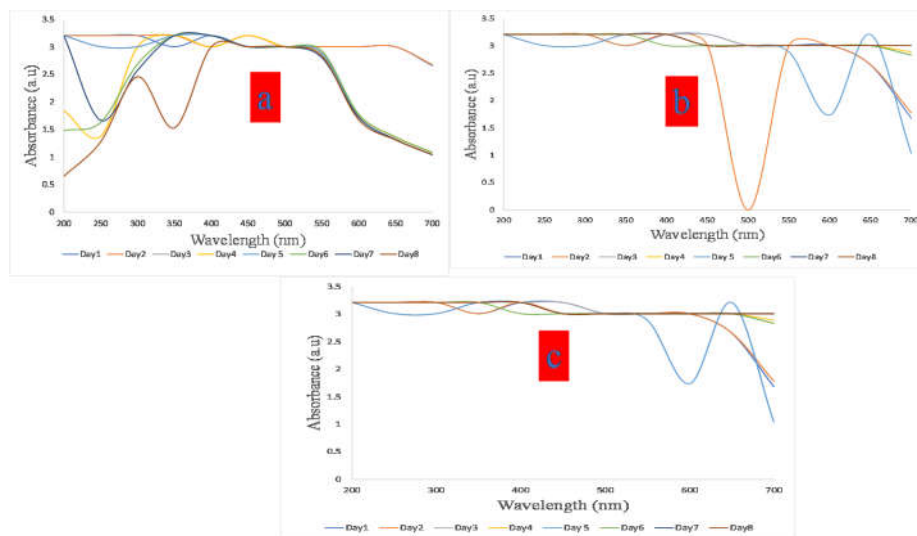 3.5
3
2.5
2
1.5
1
0.5
0
Absorbance (a.u)
a
200 250 300 350 400 450 500 550 600 650 700
Wavelength (nm)
Day1 Day2 Day3 Day4 Day 5 Day6 Day7 Day8
3.5
3
2.5
2
1.5
1
0.5
0
Absorbance (a.u)
b
200 250 300 350 400 450 500 550 600 650 700
Wavelength (nm)
Day1 Day2 Day3 Day4 Day 5 Day6 Day7 Day8
3.5
3
2.5
2
1.5
1
0.5
0
Absorbance (a.u)
c
200 300 400 500 600 700
Wavelength (nm)
Day1 Day2 Day3 Day4 Day 5 Day6 Day7 Day8